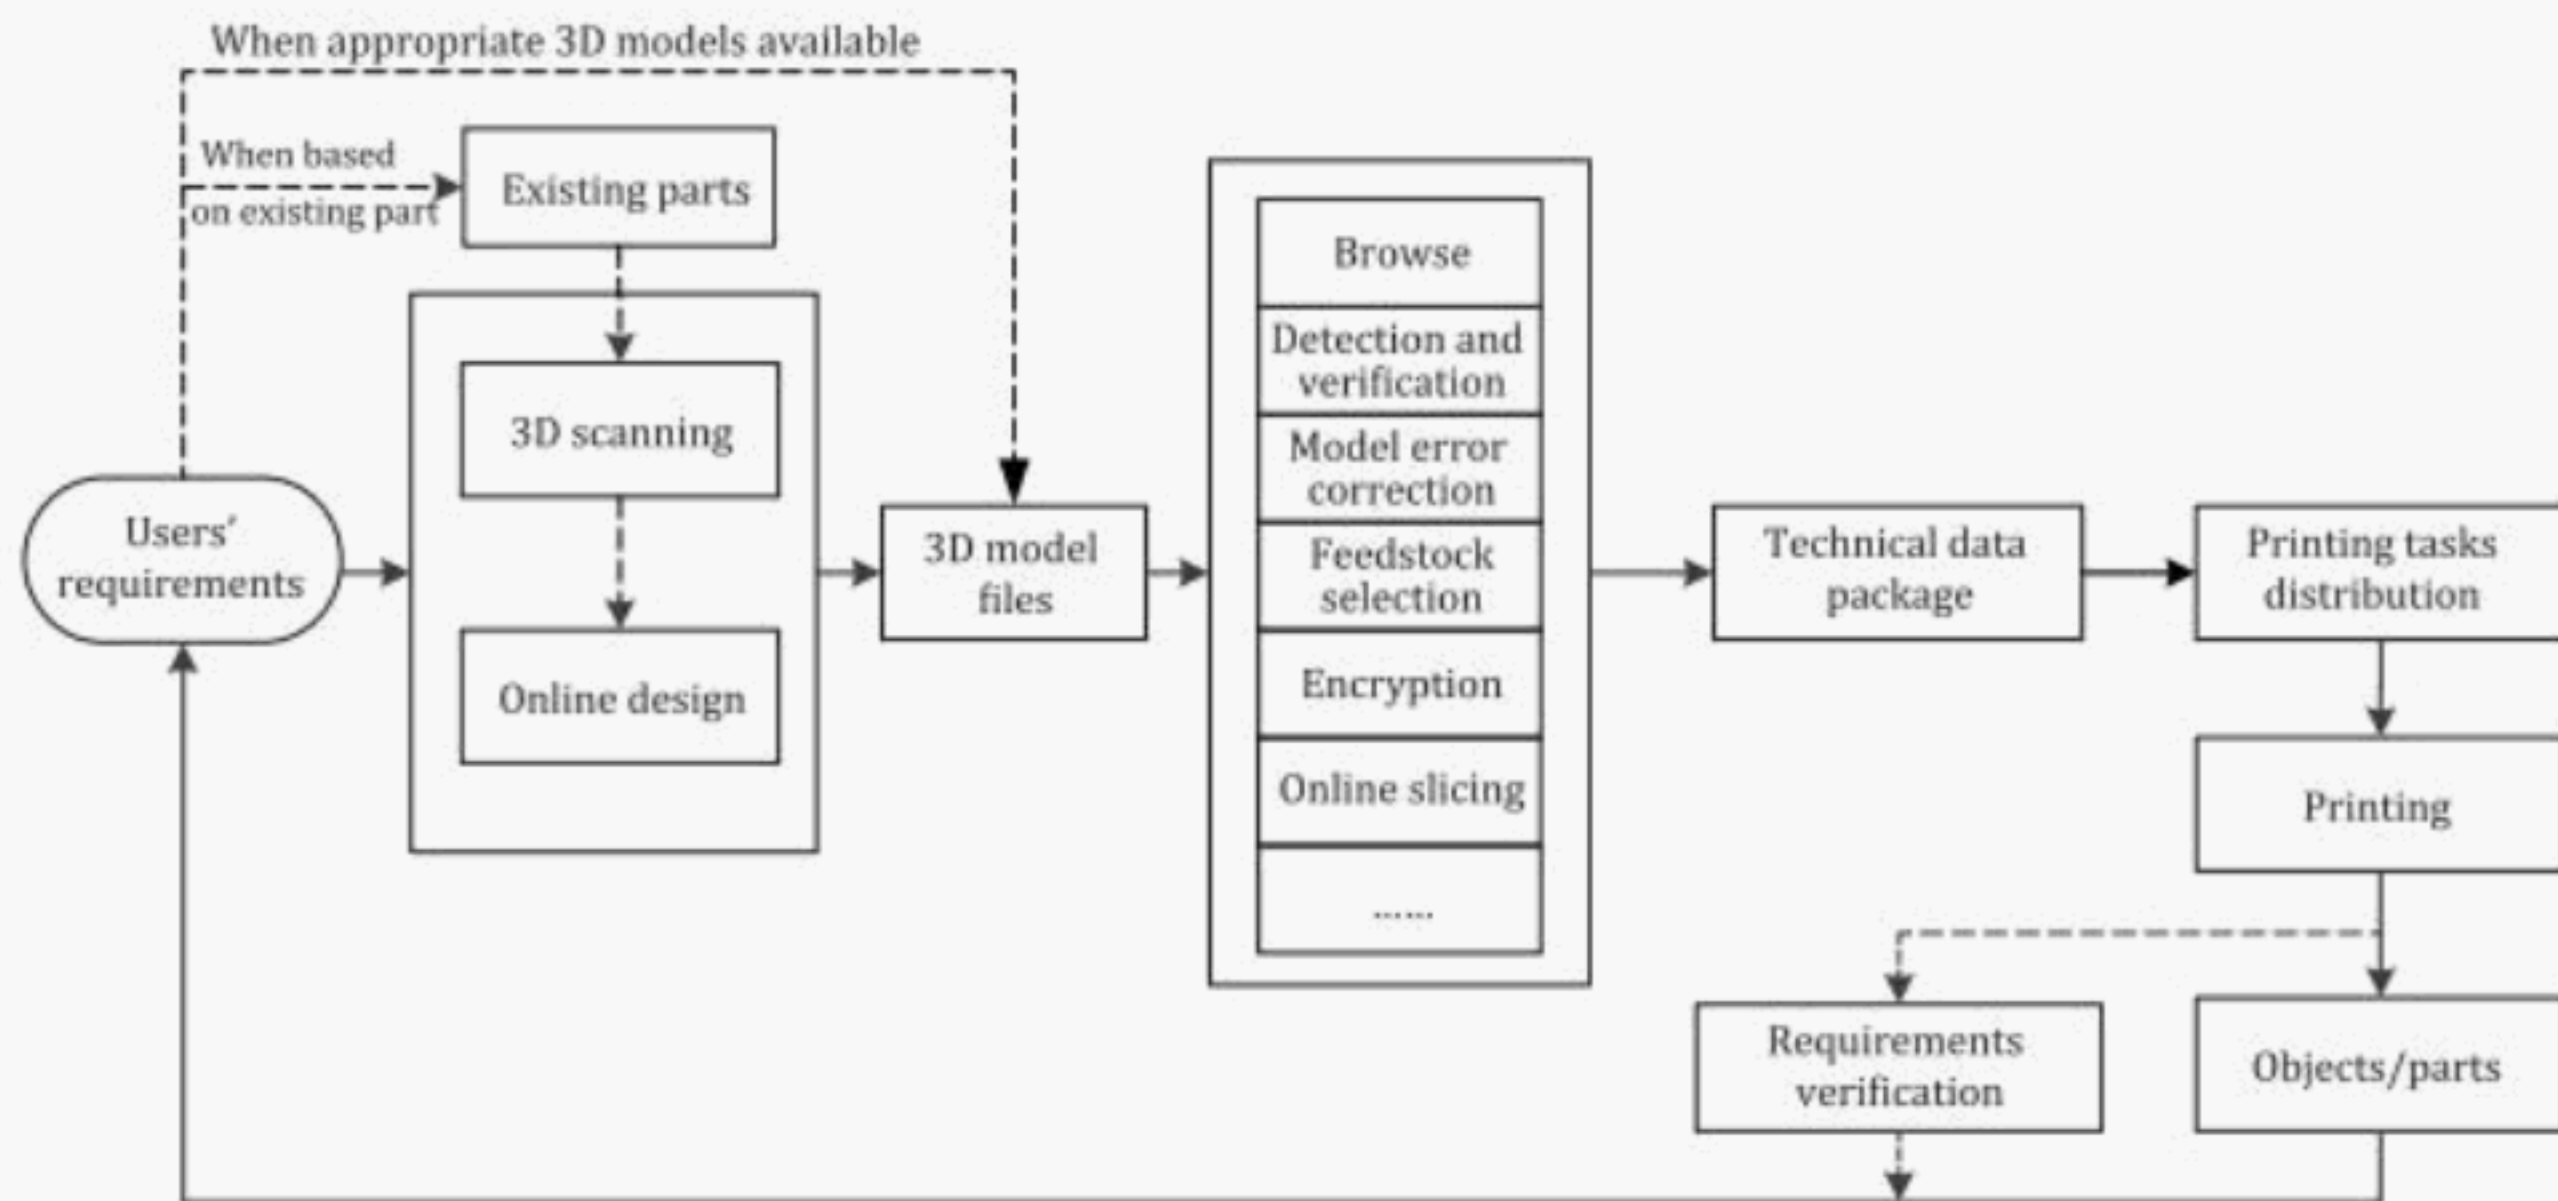 When appropriate 3D models available
When based
on existing part
Existing parts
3D scanning
Online design
Users′
requirements
3D model
files
Browse
Detection and
verification
Model error
correction
Feedstock
selection
Encryption
Online slicing
......
Technical data
package
Printing tasks
distribution
Printing
Requirements
verification
Objects/parts